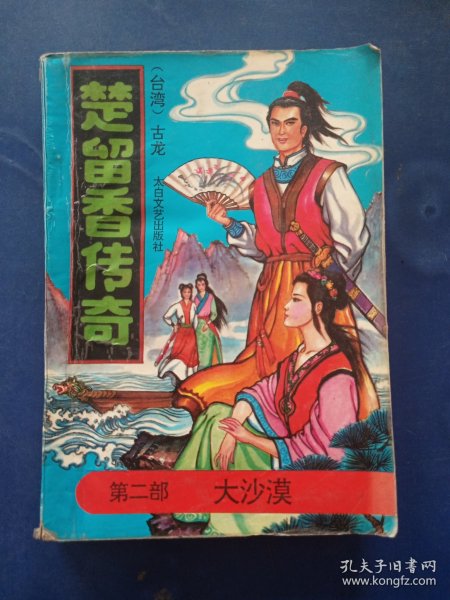 楚留香传奇
（台湾）古龙
太白文艺出版社
第二部 大沙漠
孔夫子旧书网
www.kongfz.com